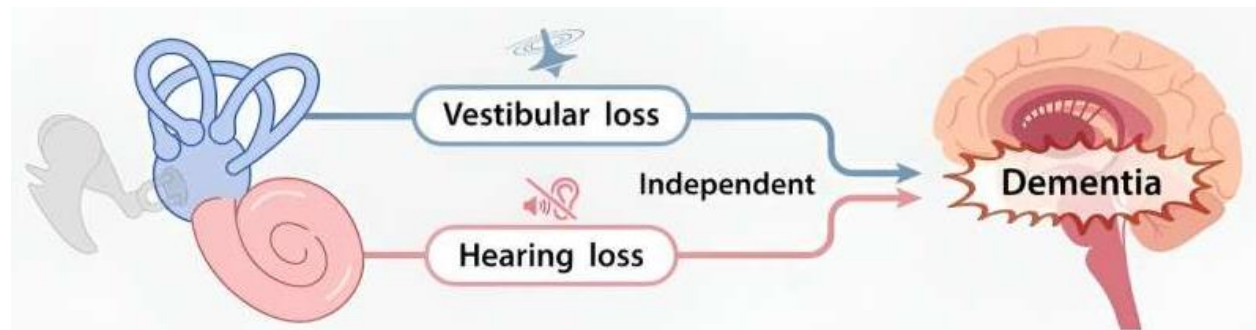 Vestibular loss
Independent
Hearing loss
Dementia